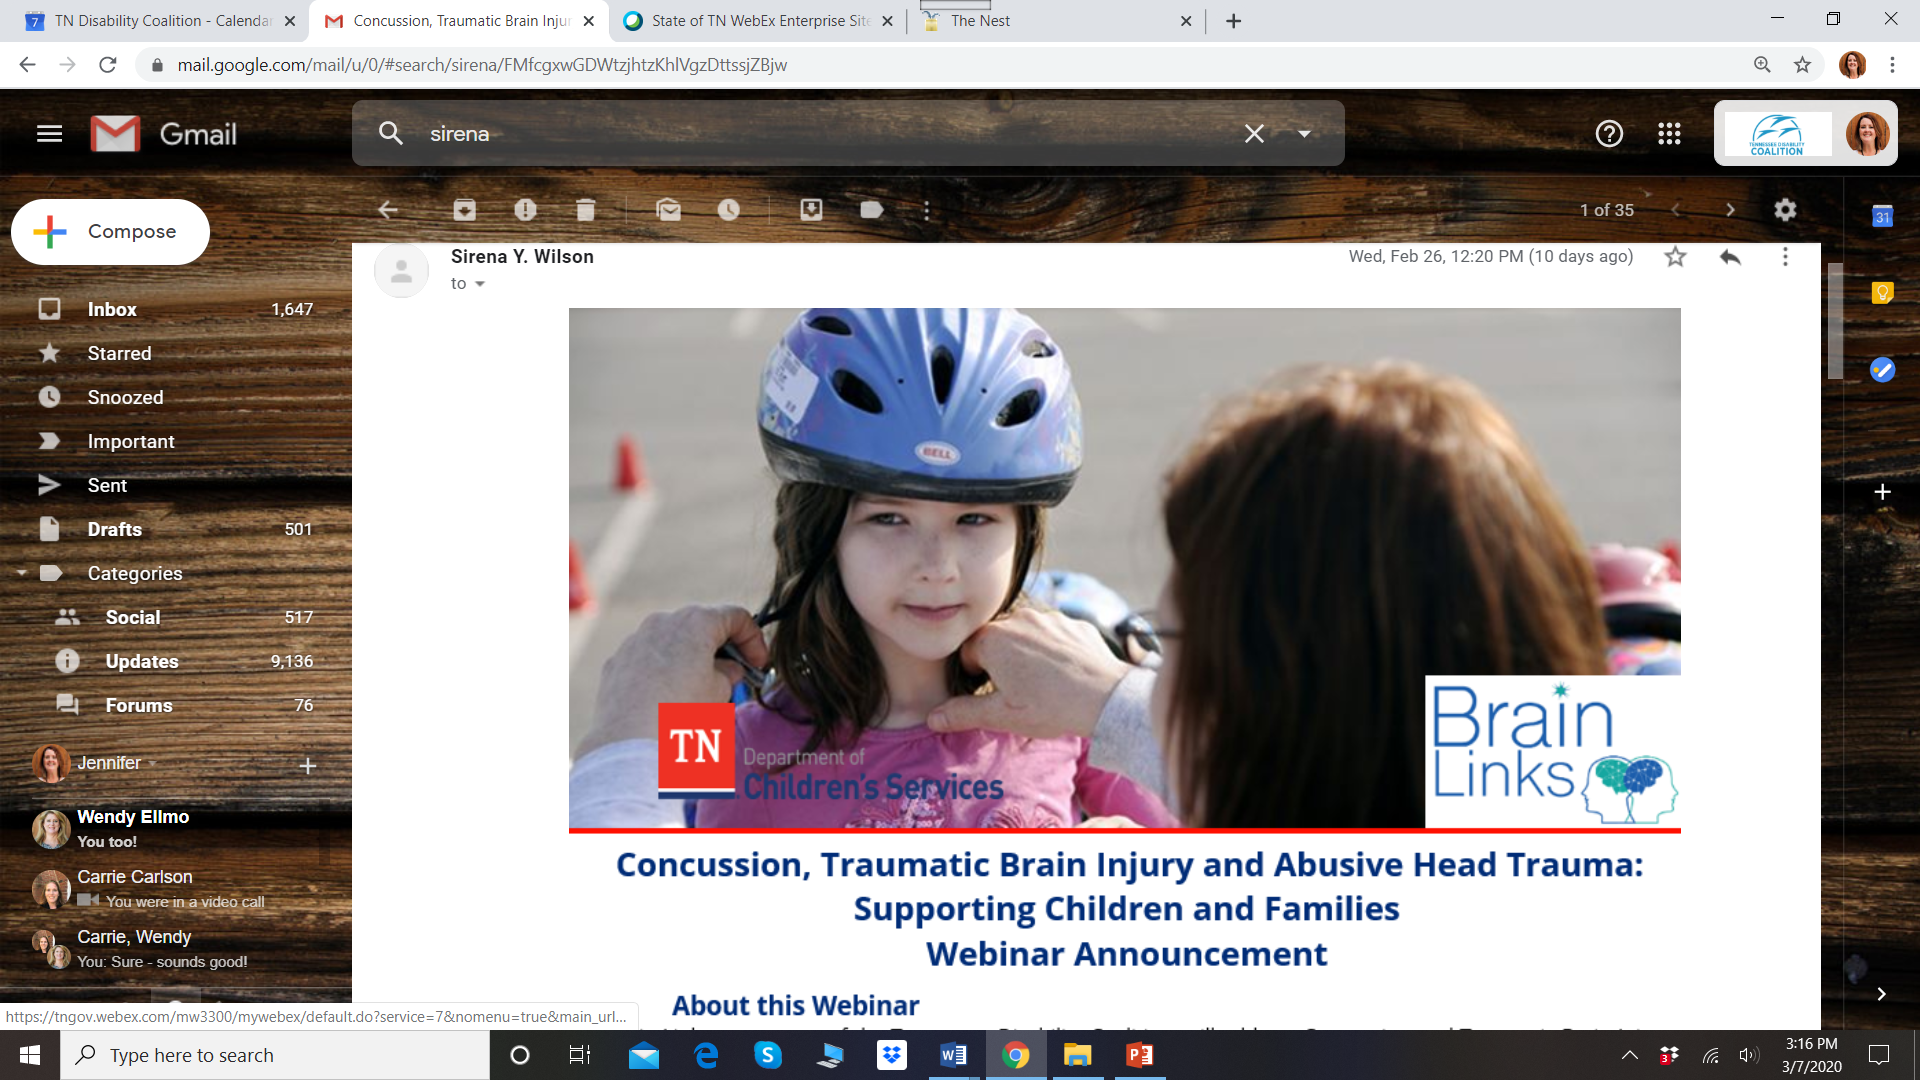 TN Disability Coalition - Calendar
Concussion, Traumatic Brain Injur
State of TN WebEx Enterprise Site
The Nest
mail.google.com/mail/u/0/#search/sirena/FMfcgxwGDWtzjhtzKhlVgzDttssjZBjw
Gmail
sirena
TENNESSEE DISABILITY
COALITION
Compose
1 of 35
31
Inbox 1,647
Starred
Snoozed
Important
Sent
Drafts 501
Categories
Social 517
Updates 9,136
Forums 76
Jennifer
Wendy Ellmo
You too!
Carrie Carlson
You were in a video call
Carrie, Wendy
You: Sure - sounds good!
Sirena Y. Wilson
Wed, Feb 26, 12:20 PM (10 days ago)
to
BELL
TN
Department of
Children's Services
Brain
Links
Concussion, Traumatic Brain Injury and Abusive Head Trauma:
Supporting Children and Families
Webinar Announcement
About this Webinar
https://tngov.webex.com/mw3300/mywebex/default.do?service=7&nomenu=true&main_url...
Type here to search
3:16 PM
3/7/2020